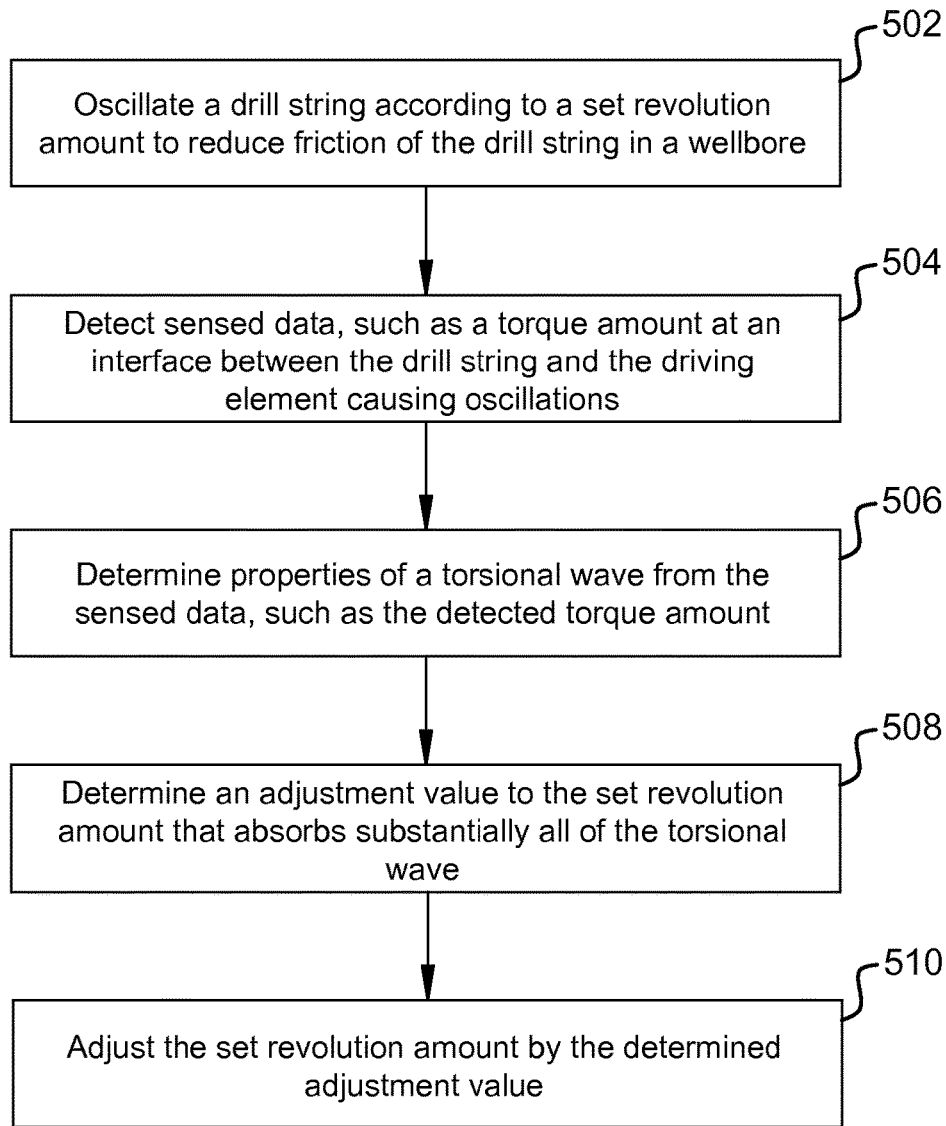 502
Oscillate a drill string according to a set revolution
amount to reduce friction of the drill string in a wellbore
504
Detect sensed data, such as a torque amount at an
interface between the drill string and the driving
element causing oscillations
506
Determine properties of a torsional wave from the
sensed data, such as the detected torque amount
508
Determine an adjustment value to the set revolution
amount that absorbs substantially all of the torsional
wave
510
Adjust the set revolution amount by the determined
adjustment value